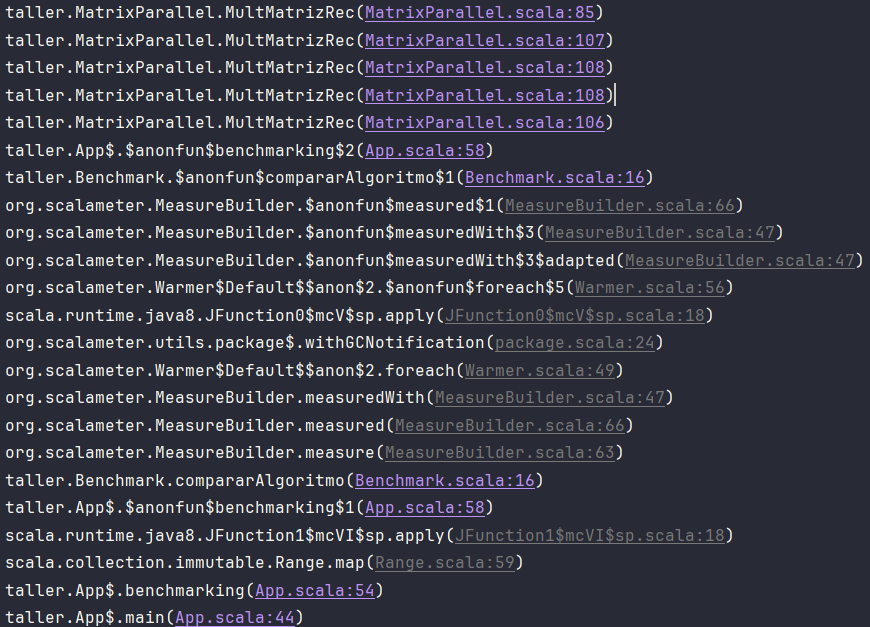 taller.MatrixParallel.MultMatrizRec(MatrixParallel.scala:85)
taller.MatrixParallel.MultMatrizRec(MatrixParallel.scala:107)
taller.MatrixParallel.MultMatrizRec(MatrixParallel.scala:108)
taller.MatrixParallel.MultMatrizRec(MatrixParallel.scala:108)
taller.MatrixParallel.MultMatrizRec(MatrixParallel.scala:106)
taller.App$.$anonfun$benchmarking$2(App.scala:58)
taller.Benchmark.$anonfun$compararAlgoritmo$1(Benchmark.scala:16)
org.scalameter.MeasureBuilder.$anonfun$measured$1(MeasureBuilder.scala:66)
org.scalameter.MeasureBuilder.$anonfun$measuredWith$3(MeasureBuilder.scala:47)
org.scalameter.MeasureBuilder.$anonfun$measuredWith$3$adapted(MeasureBuilder.scala:47)
org.scalameter.Warmer$Default$$anon$2.$anonfun$foreach$5(Warmer.scala:56)
scala.runtime.java8.JFunction0$mcV$sp.apply(JFunction0$mcV$sp.scala:18)
org.scalameter.utils.package$.withGCNotification(package.scala:24)
org.scalameter.Warmer$Default$$anon$2.foreach(Warmer.scala:49)
org.scalameter.MeasureBuilder.measuredWith(MeasureBuilder.scala:47)
org.scalameter.MeasureBuilder.measured(MeasureBuilder.scala:66)
org.scalameter.MeasureBuilder.measure(MeasureBuilder.scala:63)
taller.Benchmark.compararAlgoritmo(Benchmark.scala:16)
taller.App$.$anonfun$benchmarking$1(App.scala:58)
scala.runtime.java8.JFunction1$mcVI$sp.apply(JFunction1$mcVI$sp.scala:18)
scala.collection.immutable.Range.map(Range.scala:59)
taller.App$.benchmarking(App.scala:54)
taller.App$.main(App.scala:44)